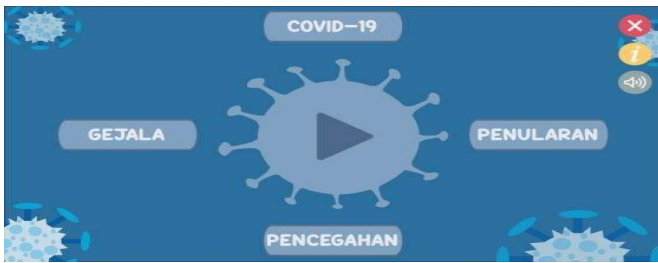 COVID-19
GEJALA
PENULARAN
PENCEGAHAN
i